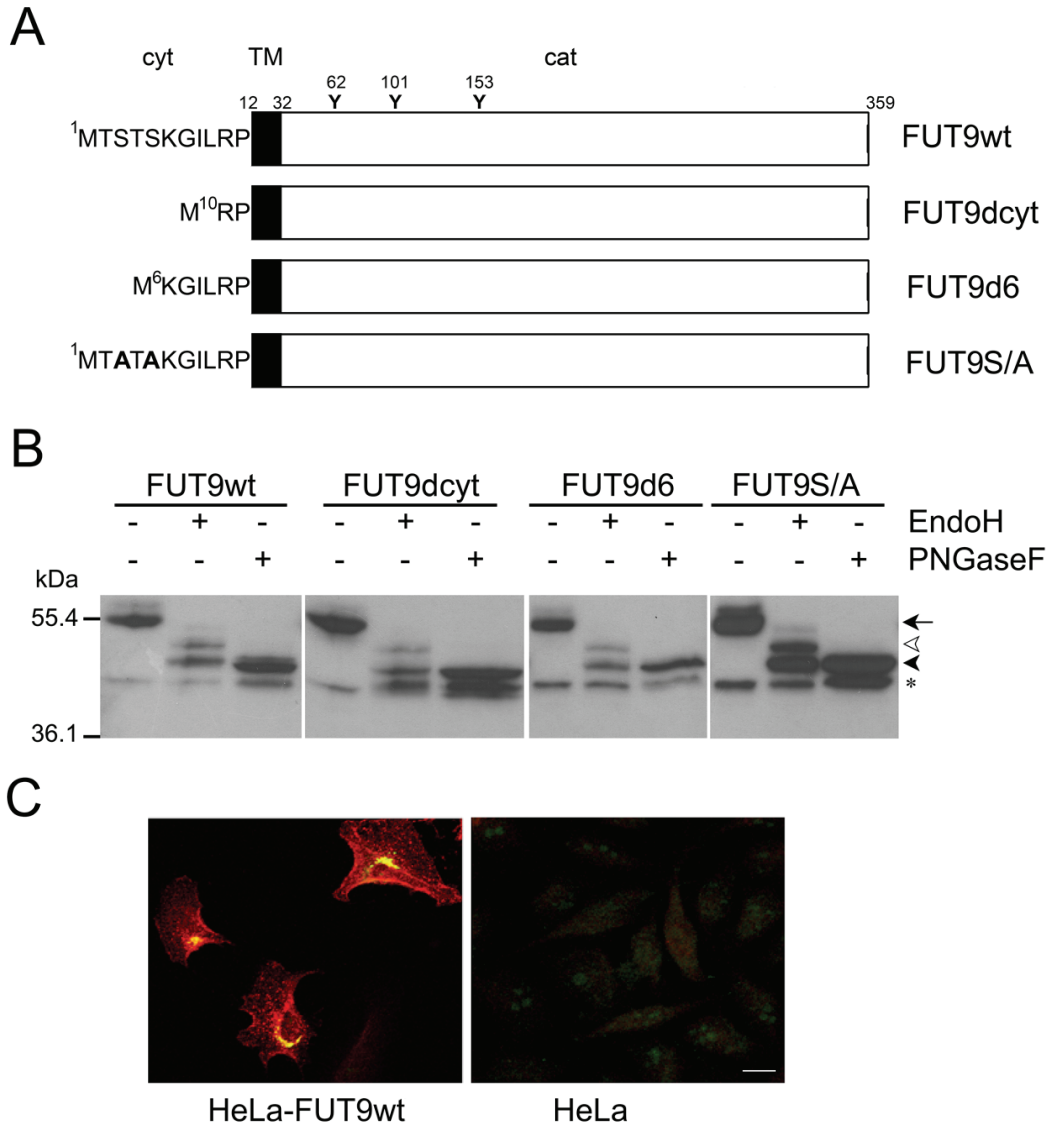 A
cyt TM cat
62 101 153
Y Y Y
12 32 359
¹MTSTSKGILRP FUT9wt
M¹⁰RP FUT9dcyt
M⁶KGILRP FUT9d6
¹MTATAKGILRP FUT9S/A
B
FUT9wt FUT9dcyt FUT9d6 FUT9S/A
- + - - + - - + - - + - EndoH
- - + - - + - - + - - + PNGaseF
kDa
55.4
*
36.1
C
HeLa-FUT9wt HeLa